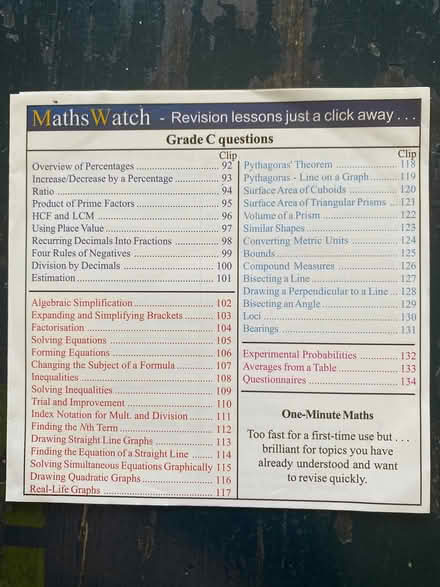 MathsWatch - Revision lessons just a click away . . .
Grade C questions
Clip
Overview of Percentages 92
Increase/Decrease by a Percentage 93
Ratio 94
Product of Prime Factors 95
HCF and LCM 96
Using Place Value 97
Recurring Decimals Into Fractions 98
Four Rules of Negatives 99
Division by Decimals 100
Estimation 101
Algebraic Simplification 102
Expanding and Simplifying Brackets 103
Factorisation 104
Solving Equations 105
Forming Equations 106
Changing the Subject of a Formula 107
Inequalities 108
Solving Inequalities 109
Trial and Improvement 110
Index Notation for Mult. and Division 111
Finding the Nth Term 112
Drawing Straight Line Graphs 113
Finding the Equation of a Straight Line 114
Solving Simultaneous Equations Graphically 115
Drawing Quadratic Graphs 116
Real-Life Graphs 117
Clip
Pythagoras' Theorem 118
Pythagoras - Line on a Graph 119
Surface Area of Cuboids 120
Surface Area of Triangular Prisms 121
Volume of a Prism 122
Similar Shapes 123
Converting Metric Units 124
Bounds 125
Compound Measures 126
Bisecting a Line 127
Drawing a Perpendicular to a Line 128
Bisecting an Angle 129
Loci 130
Bearings 131
Experimental Probabilities 132
Averages from a Table 133
Questionnaires 134
One-Minute Maths
Too fast for a first-time use but . . .
brilliant for topics you have
already understood and want
to revise quickly.